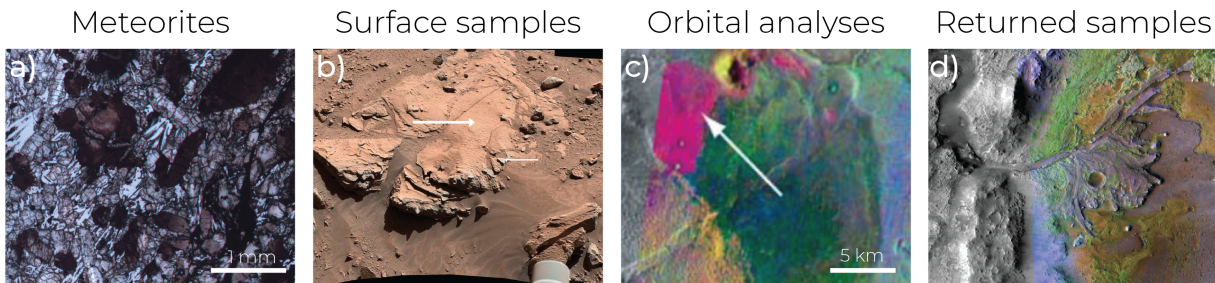 Meteorites
Surface samples
Orbital analyses
Returned samples
a)
b)
c)
d)
1 mm
5 km